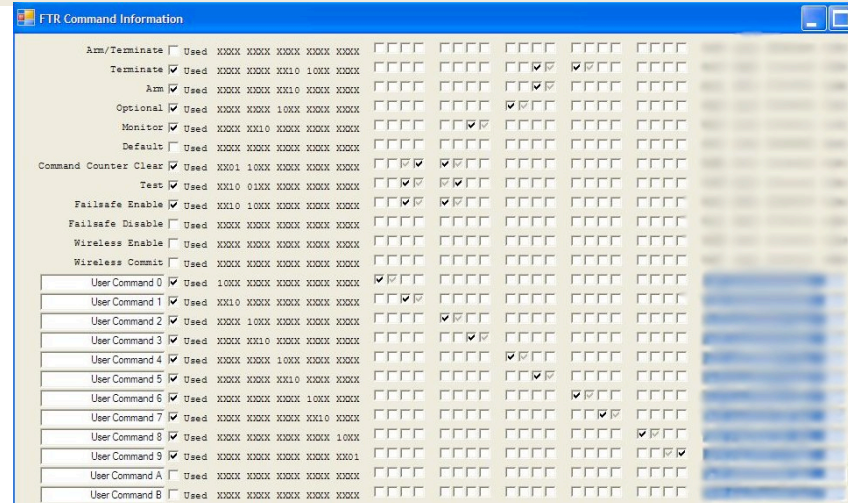 FTR Command Information
Arm/Terminate Used XXXX XXXX XXXX XXXX XXXX
Terminate Used XXXX XXXX XX10 10XX XXXX
Arm Used XXXX XXXX XX10 XXXX XXXX
Optional Used XXXX XXXX 10XX XXXX XXXX
Monitor Used XXXX XX10 XXXX XXXX XXXX
Default Used XXXX XXXX XXXX XXXX XXXX
Command Counter Clear Used XX01 10XX XXXX XXXX XXXX
Test Used XX10 01XX XXXX XXXX XXXX
Failsafe Enable Used XX10 10XX XXXX XXXX XXXX
Failsafe Disable Used XXXX XXXX XXXX XXXX XXXX
Wireless Enable Used XXXX XXXX XXXX XXXX XXXX
Wireless Commit Used XXXX XXXX XXXX XXXX XXXX
User Command 0 Used 10XX XXXX XXXX XXXX XXXX
User Command 1 Used XX10 XXXX XXXX XXXX XXXX
User Command 2 Used XXXX 10XX XXXX XXXX XXXX
User Command 3 Used XXXX XX10 XXXX XXXX XXXX
User Command 4 Used XXXX XXXX 10XX XXXX XXXX
User Command 5 Used XXXX XXXX XX10 XXXX XXXX
User Command 6 Used XXXX XXXX XXXX 10XX XXXX
User Command 7 Used XXXX XXXX XXXX XX10 XXXX
User Command 8 Used XXXX XXXX XXXX XXXX 10XX
User Command 9 Used XXXX XXXX XXXX XXXX XX01
User Command A Used XXXX XXXX XXXX XXXX XXXX
User Command B Used XXXX XXXX XXXX XXXX XXXX